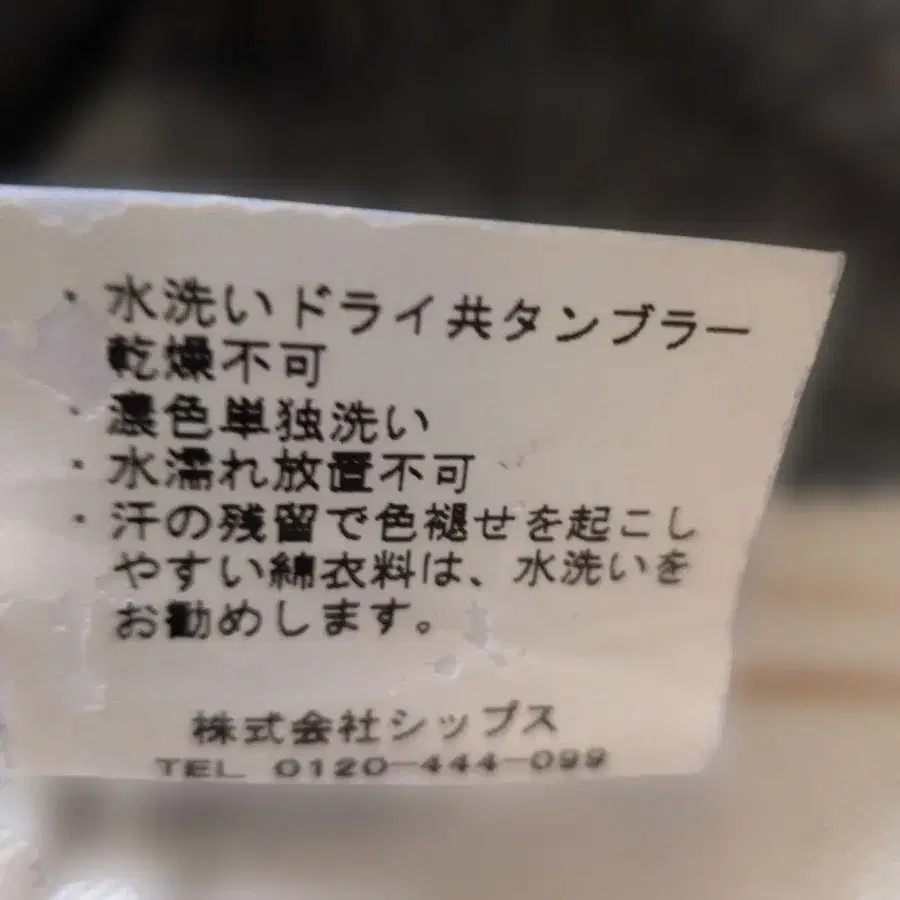 ・水洗いドライ共タンブラー
乾燥不可
・濃色単独洗い
・水濡れ放置不可
・汗の残留で色褪せを起こし
やすい綿衣料は、水洗いを
お勧めします。
株式会社シップス
TEL 0120-444-099